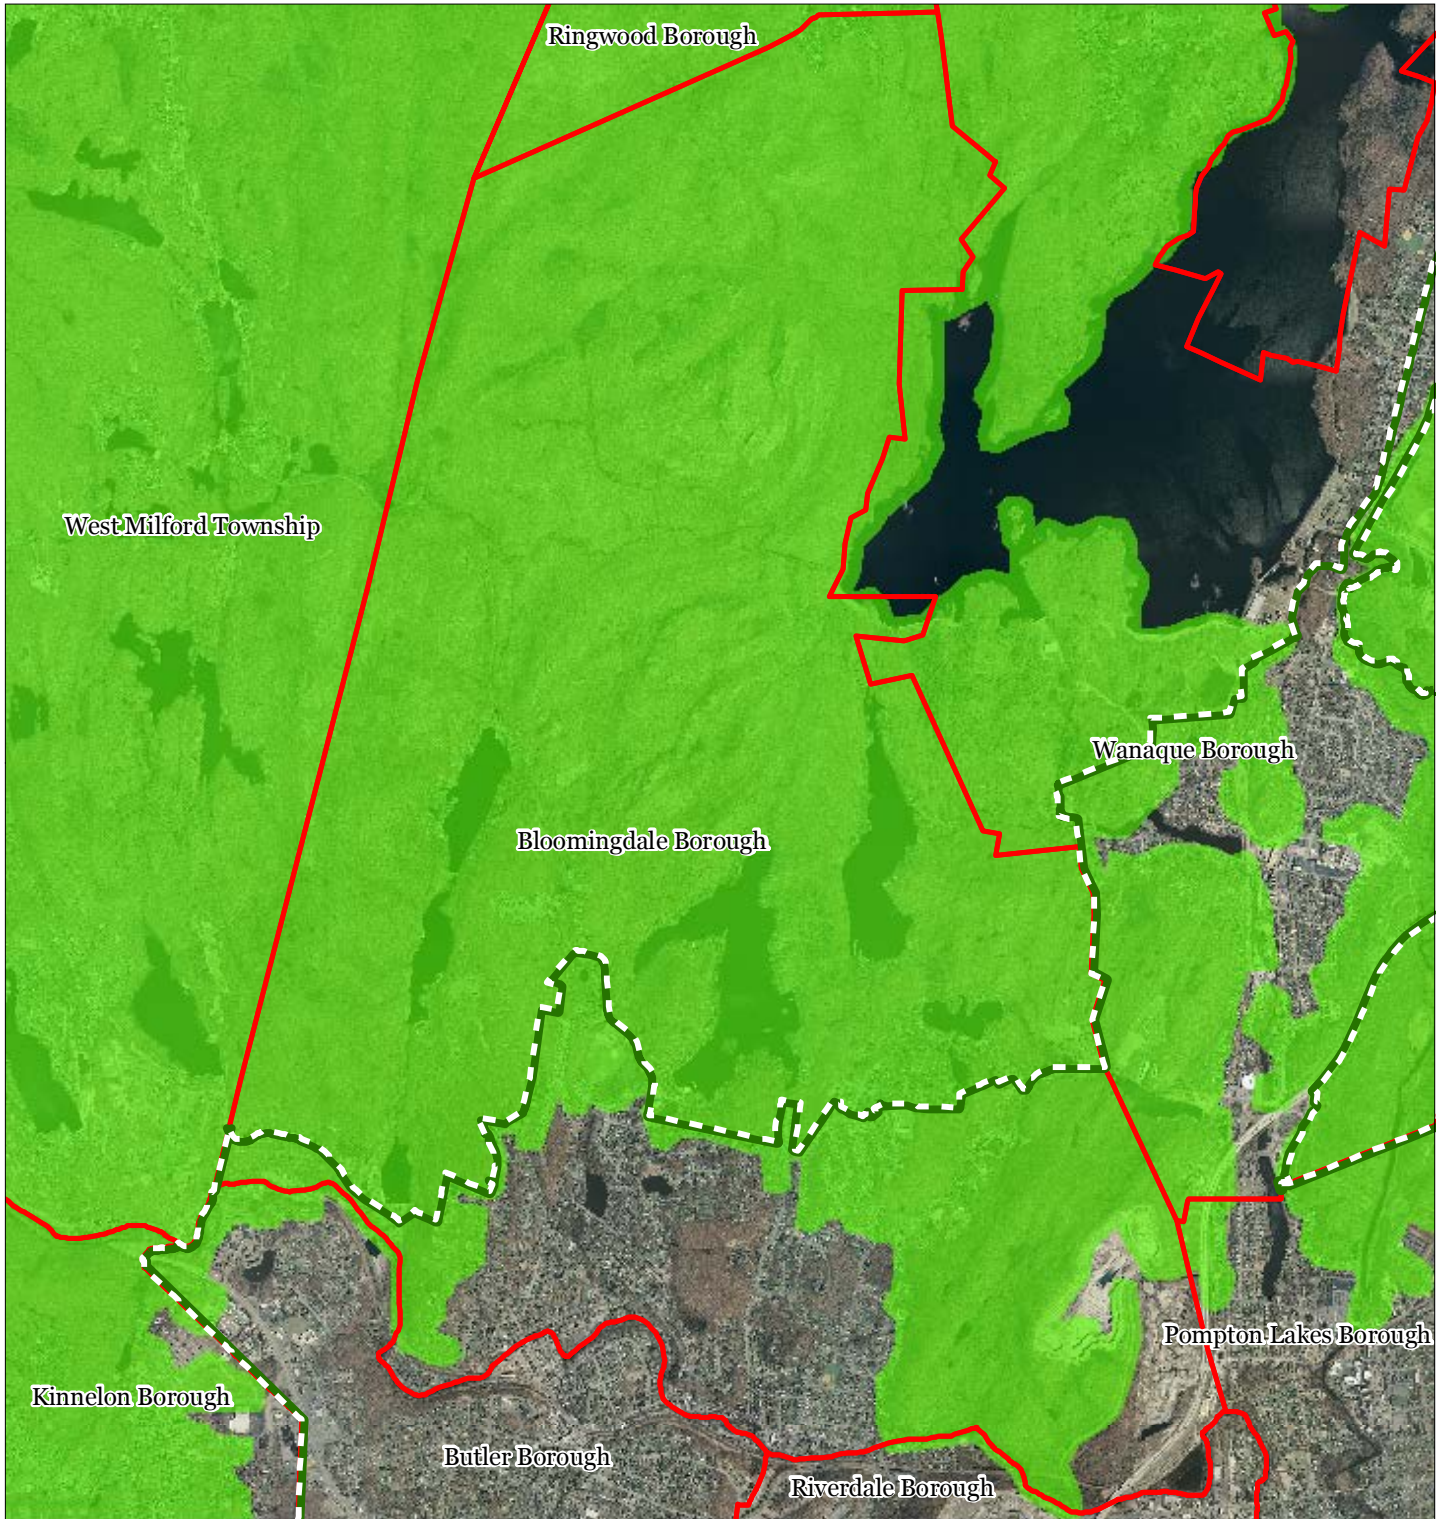 Ringwood Borough
West Milford Township
Wanaque Borough
Bloomingdale Borough
Pompton Lakes Borough
Kinnelon Borough
Butler Borough
Riverdale Borough